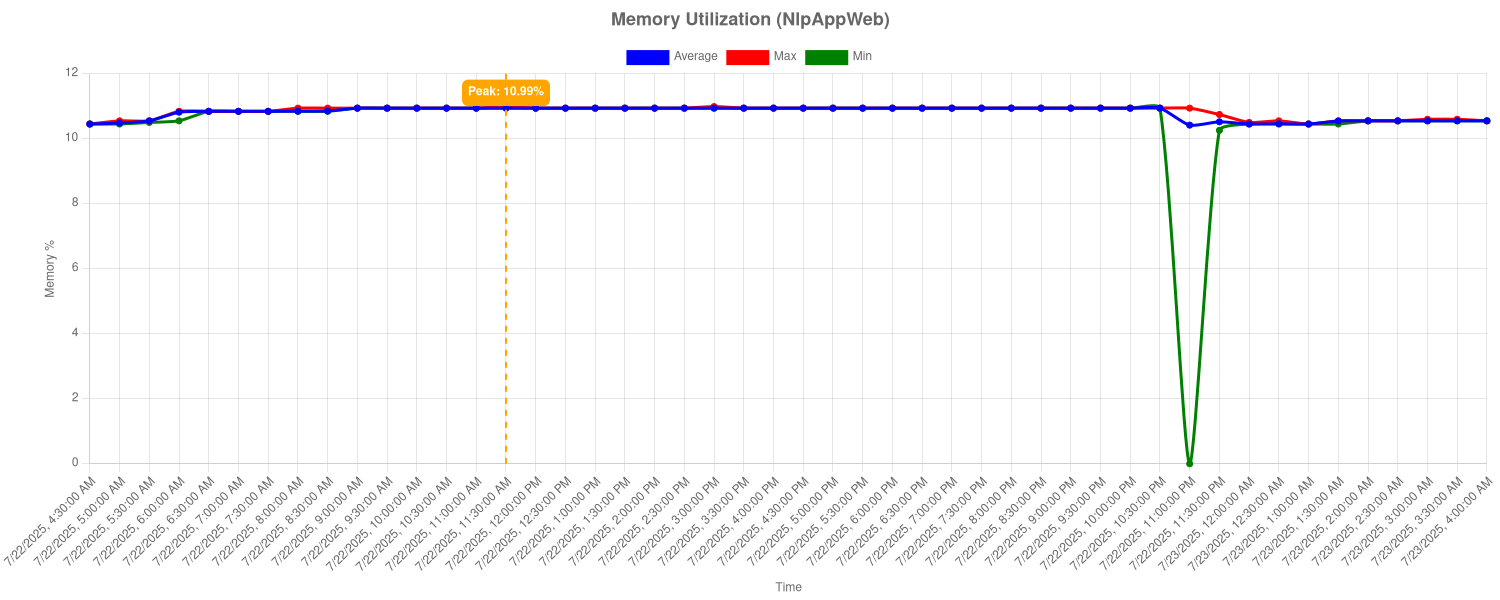 Memory Utilization (NlpAppWeb)
Average Max Min
Peak: 10.99%
12
10
8
6
4
2
0
Memory %
7/22/2025, 4:30:00 AM
7/22/2025, 5:00:00 AM
7/22/2025, 5:30:00 AM
7/22/2025, 6:00:00 AM
7/22/2025, 6:30:00 AM
7/22/2025, 7:00:00 AM
7/22/2025, 7:30:00 AM
7/22/2025, 8:00:00 AM
7/22/2025, 8:30:00 AM
7/22/2025, 9:00:00 AM
7/22/2025, 9:30:00 AM
7/22/2025, 10:00:00 AM
7/22/2025, 10:30:00 AM
7/22/2025, 11:00:00 AM
7/22/2025, 11:30:00 AM
7/22/2025, 12:00:00 PM
7/22/2025, 12:30:00 PM
7/22/2025, 1:00:00 PM
7/22/2025, 1:30:00 PM
7/22/2025, 2:00:00 PM
7/22/2025, 2:30:00 PM
7/22/2025, 3:00:00 PM
7/22/2025, 3:30:00 PM
7/22/2025, 4:00:00 PM
7/22/2025, 4:30:00 PM
7/22/2025, 5:00:00 PM
7/22/2025, 5:30:00 PM
7/22/2025, 6:00:00 PM
7/22/2025, 6:30:00 PM
7/22/2025, 7:00:00 PM
7/22/2025, 7:30:00 PM
7/22/2025, 8:00:00 PM
7/22/2025, 8:30:00 PM
7/22/2025, 9:00:00 PM
7/22/2025, 9:30:00 PM
7/22/2025, 10:00:00 PM
7/22/2025, 10:30:00 PM
7/22/2025, 11:00:00 PM
7/22/2025, 11:30:00 PM
7/23/2025, 12:00:00 AM
7/23/2025, 12:30:00 AM
7/23/2025, 1:00:00 AM
7/23/2025, 1:30:00 AM
7/23/2025, 2:00:00 AM
7/23/2025, 2:30:00 AM
7/23/2025, 3:00:00 AM
7/23/2025, 3:30:00 AM
7/23/2025, 4:00:00 AM
Time